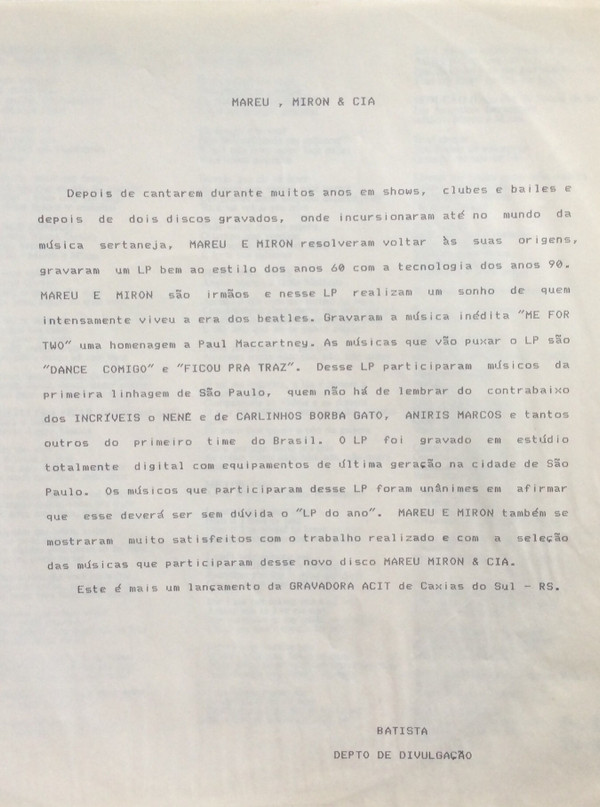 MAREU , MIRON & CIA
Depois de cantarem durante muitos anos em shows, clubes e bailes e
depois de dois discos gravados, onde incursionaram até no mundo da
música sertaneja, MAREU E MIRON resolveram voltar às suas origens,
gravaram um LP bem ao estilo dos anos 60 com a tecnologia dos anos 90.
MAREU E MIRON são irmãos e nesse LP realizam um sonho de quem
intensamente viveu a era dos beatles. Gravaram a música inédita "ME FOR
TWO" uma homenagem a Paul Maccartney. As músicas que vão puxar o LP são
"DANCE COMIGO" e "FICOU PRA TRAZ". Desse LP participaram músicos da
primeira linhagem de São Paulo, quem não há de lembrar do contrabaixo
dos INCRÍVEIS o NENÊ e de CARLINHOS BORBA GATO, ANIRIS MARCOS e tantos
outros do primeiro time do Brasil. O LP foi gravado em estúdio
totalmente digital com equipamentos de última geração na cidade de São
Paulo. Os músicos que participaram desse LP foram unânimes em afirmar
que esse deverá ser sem dúvida o "LP do ano". MAREU E MIRON também se
mostraram muito satisfeitos com o trabalho realizado e com a seleção
das músicas que participaram desse novo disco MAREU MIRON & CIA.
Este é mais um lançamento da GRAVADORA ACIT de Caxias do Sul - RS.
BATISTA
DEPTO DE DIVULGAÇÃO